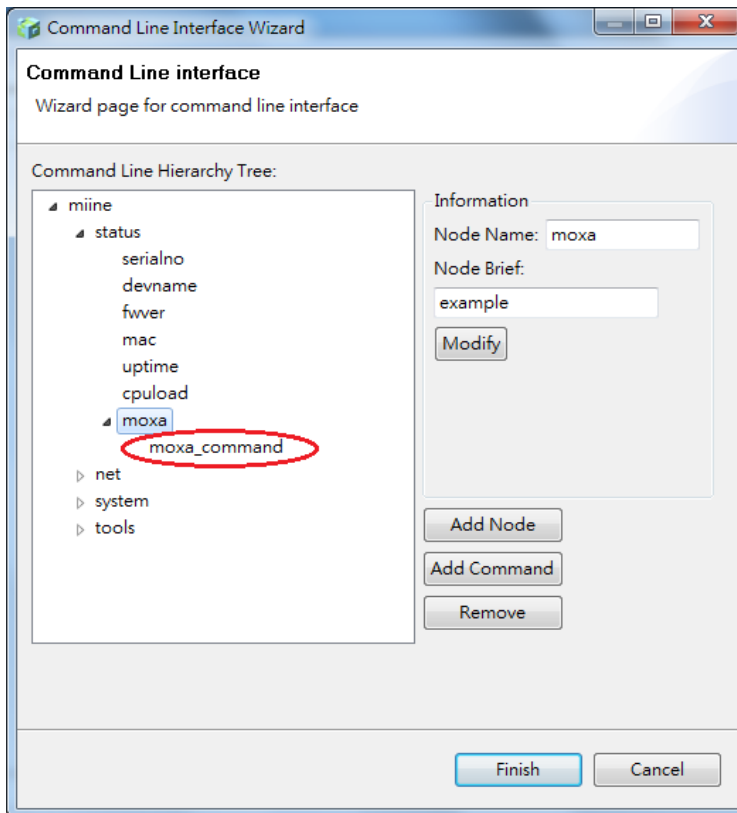 Command Line Interface Wizard
Command Line interface
Wizard page for command line interface
Command Line Hierarchy Tree:
miine
status
serialno
devname
fwver
mac
uptime
cpuload
moxa
moxa_command
net
system
tools
Information
Node Name: moxa
Node Brief:
example
Modify
Add Node
Add Command
Remove
Finish
Cancel